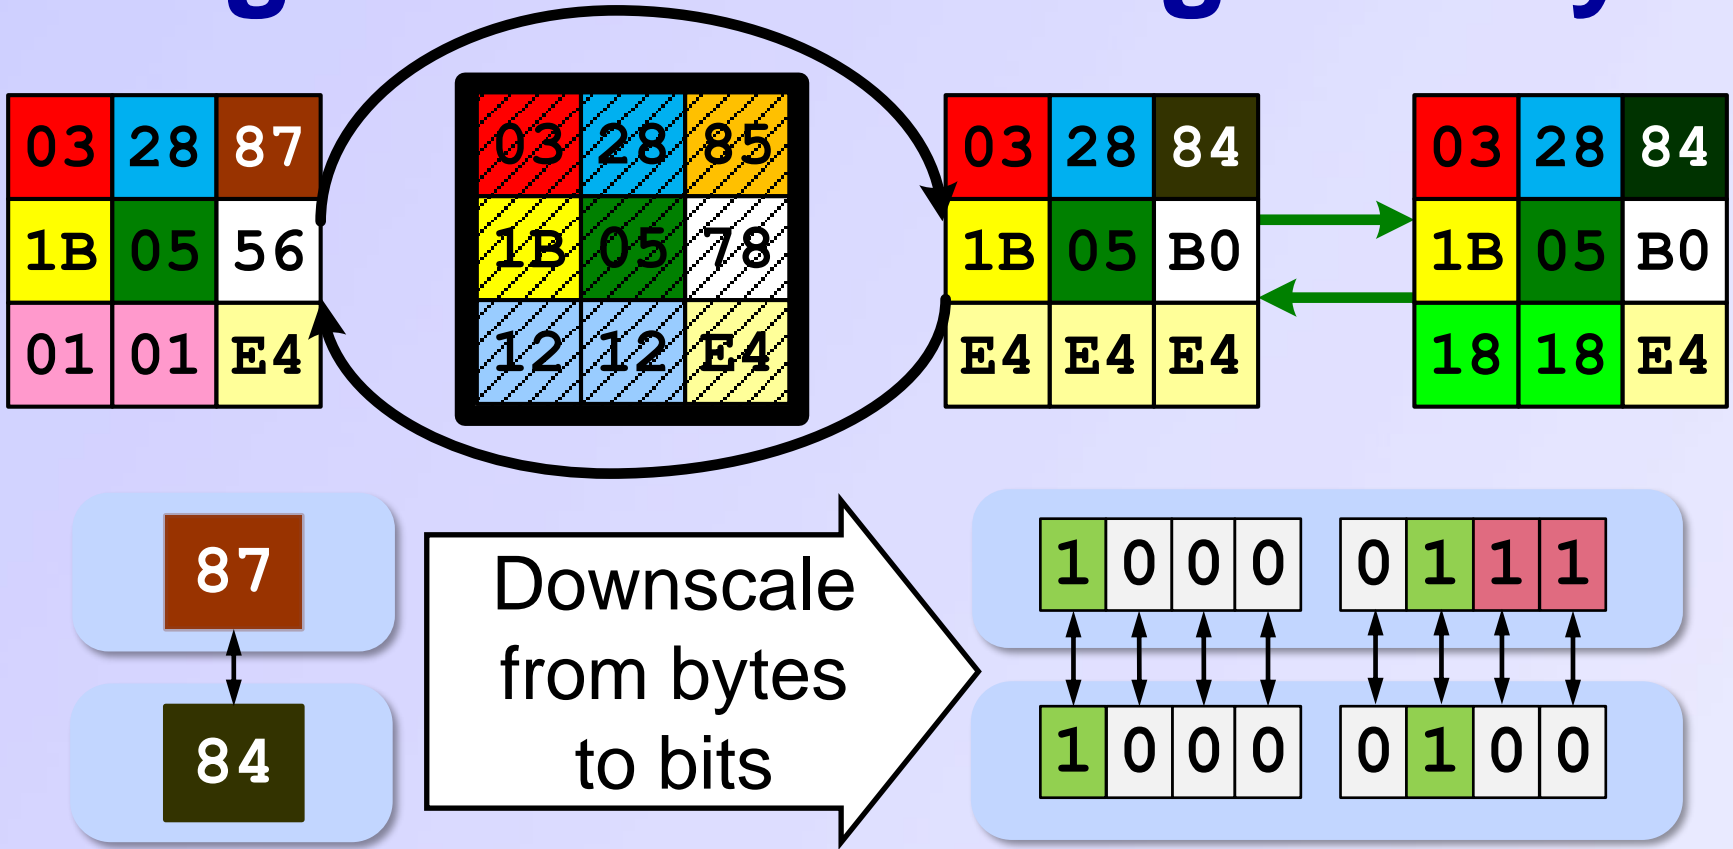 03 28 87
1B 05 56
01 01 E4
03 28 85
1B 05 78
12 12 E4
03 28 84
1B 05 B0
E4 E4 E4
03 28 84
1B 05 B0
18 18 E4
87
84
Downscale
from bytes
to bits
1 0 0 0 0 1 1 1
1 0 0 0 0 1 0 0